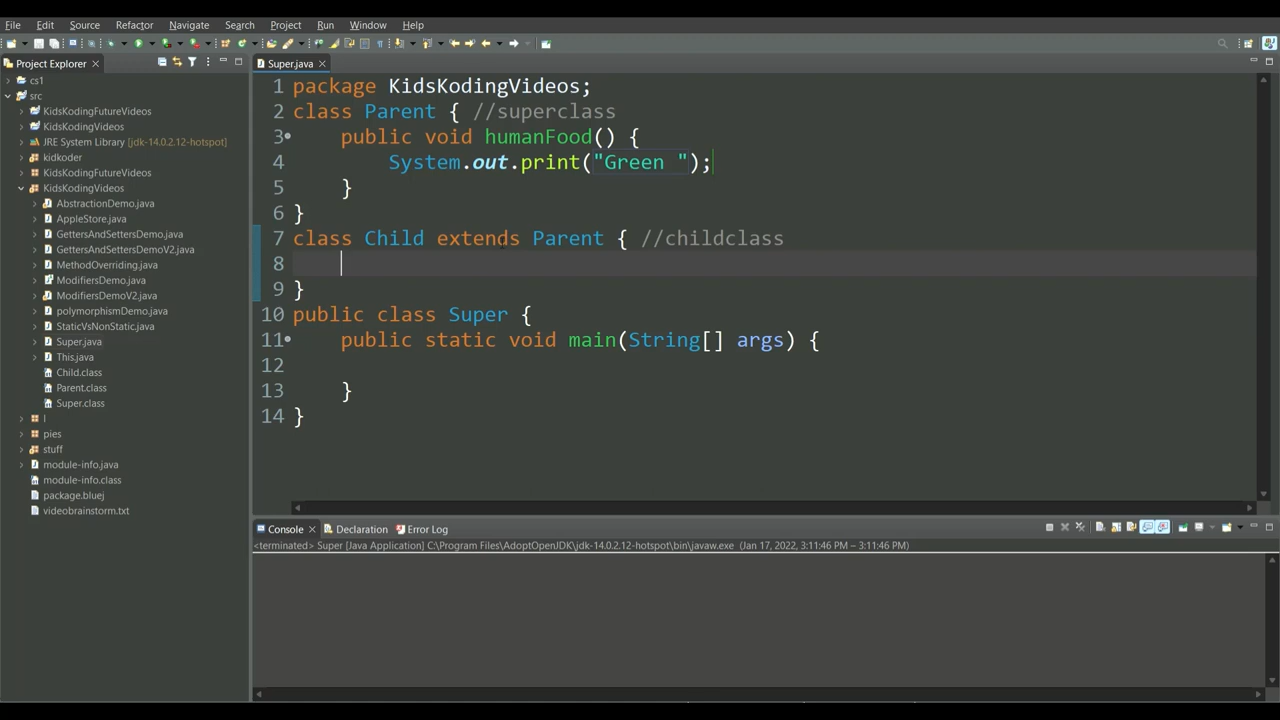 File Edit Source Refactor Navigate Search Project Run Window Help
Project Explorer
cs1
src
KidsKodingFutureVideos
KidsKodingVideos
JRE System Library [jdk-14.0.2.12-hotspot]
kidkoder
KidsKodingFutureVideos
KidsKodingVideos
AbstractionDemo.java
AppleStore.java
GettersAndSettersDemo.java
GettersAndSettersDemoV2.java
MethodOverriding.java
ModifiersDemo.java
ModifiersDemoV2.java
polymorphismDemo.java
StaticVsNonStatic.java
Super.java
This.java
Child.class
Parent.class
Super.class
l
pies
stuff
module-info.java
module-info.class
package.bluej
videobrainstorm.txt
Super.java
1 package KidsKodingVideos;
2 class Parent { //superclass
3 public void humanFood() {
4 System.out.print("Green ");
5 }
6 }
7 class Child extends Parent { //childclass
8
9 }
10 public class Super {
11 public static void main(String[] args) {
12
13 }
14 }
Console Declaration Error Log
<terminated> Super [Java Application] C:\Program Files\AdoptOpenJDK\jdk-14.0.2.12-hotspot\bin\javaw.exe (Jan 17, 2022, 3:11:46 PM – 3:11:46 PM)